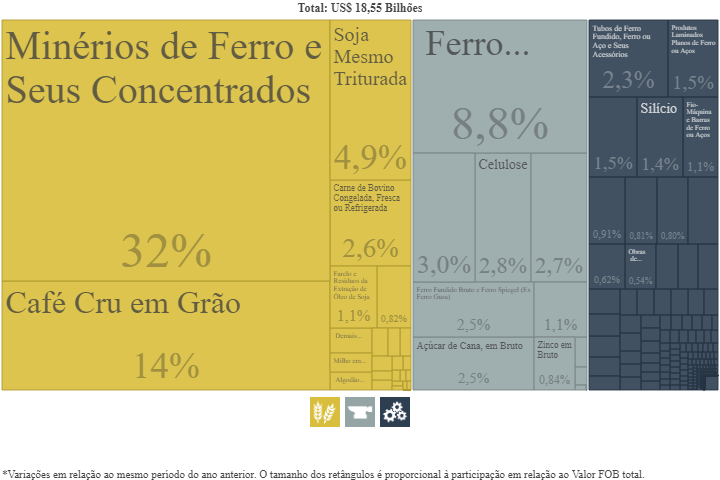 Total: US$ 18,55 Bilhões
Minérios de Ferro e
Seus Concentrados
32%
Café Cru em Grão
14%
Soja
Mesmo
Triturada
4,9%
Carne de Bovino
Congelada, Fresca
ou Refrigerada
2,6%
Farelo e
Resíduos da
Extração de
Óleo de Soja
1,1%
0,82%
Demais...
Milho em...
Algodão...
Ferro...
8,8%
3,0%
Celulose
2,8%
2,7%
Ferro Fundido Bruto e Ferro Spiegel (Ex
Ferro Gusa)
2,5%
1,1%
Açúcar de Cana, em Bruto
2,5%
Zinco em
Bruto
0,84%
Tubos de Ferro
Fundido, Ferro ou
Aço e Seus
Acessórios
2,3%
Produtos
Laminados
Planos de Ferro
ou Aços
1,5%
1,5%
Silício
1,4%
Fio-
Máquina
e Barras
de Ferro
ou Aços
1,1%
0,91%
0,81%
0,80%
0,62%
Obras
de...
0,54%
*Variações em relação ao mesmo período do ano anterior. O tamanho dos retângulos é proporcional à participação em relação ao Valor FOB total.